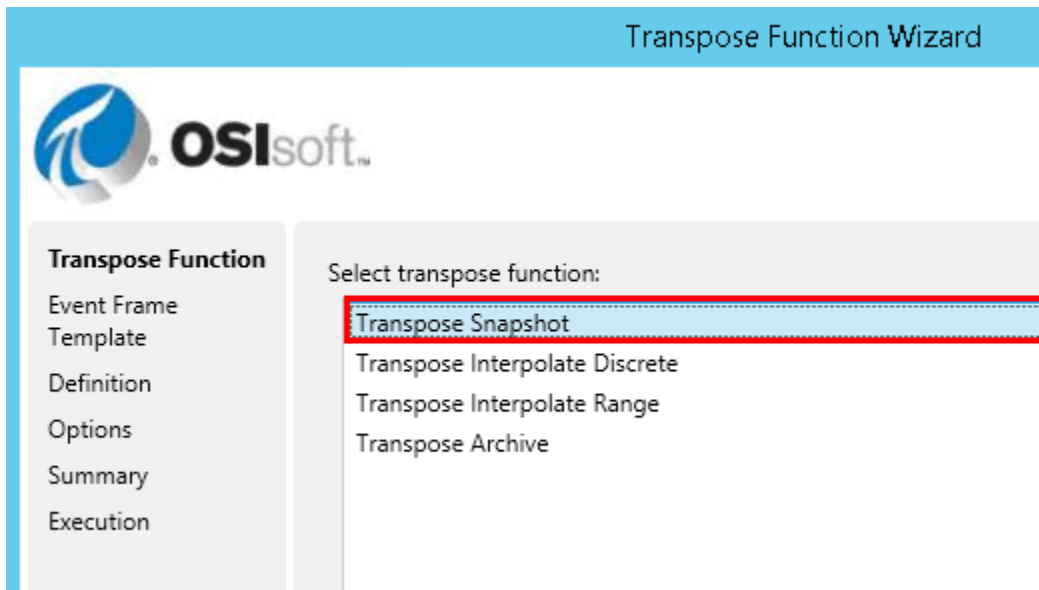 Transpose Function Wizard
OSIsoft™
Transpose Function
Event Frame
Template
Definition
Options
Summary
Execution
Select transpose function:
Transpose Snapshot
Transpose Interpolate Discrete
Transpose Interpolate Range
Transpose Archive